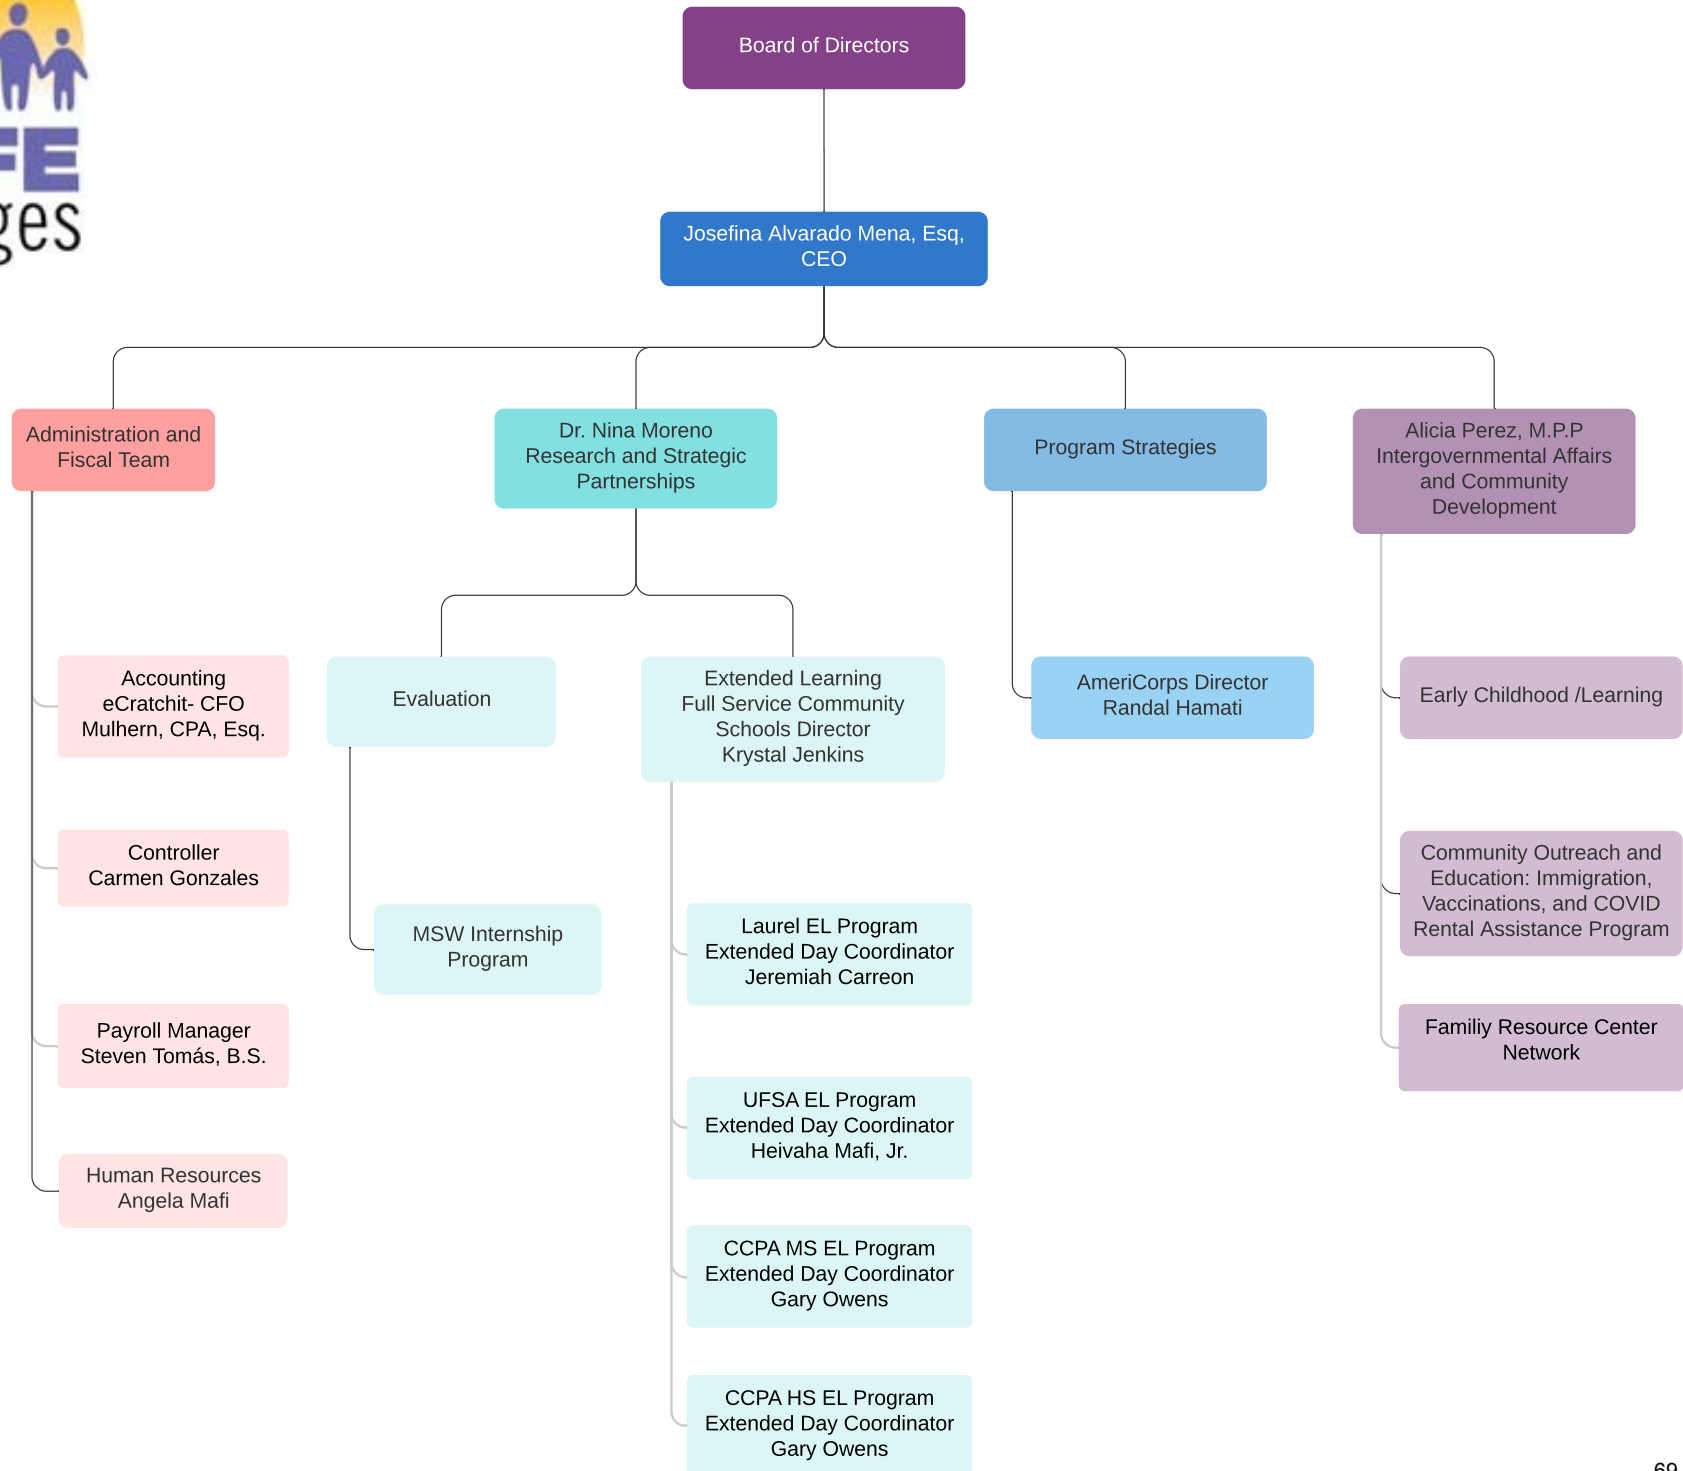 FE
ges
Board of Directors
Josefina Alvarado Mena, Esq,
CEO
Administration and
Fiscal Team
Dr. Nina Moreno
Research and Strategic
Partnerships
Program Strategies
Alicia Perez, M.P.P
Intergovernmental Affairs
and Community
Development
Accounting
eCratchit- CFO
Mulhern, CPA, Esq.
Controller
Carmen Gonzales
Payroll Manager
Steven Tomás, B.S.
Human Resources
Angela Mafi
Evaluation
MSW Internship
Program
Extended Learning
Full Service Community
Schools Director
Krystal Jenkins
Laurel EL Program
Extended Day Coordinator
Jeremiah Carreon
UFSA EL Program
Extended Day Coordinator
Heivaha Mafi, Jr.
CCPA MS EL Program
Extended Day Coordinator
Gary Owens
CCPA HS EL Program
Extended Day Coordinator
Gary Owens
AmeriCorps Director
Randal Hamati
Early Childhood /Learning
Community Outreach and
Education: Immigration,
Vaccinations, and COVID
Rental Assistance Program
Familiy Resource Center
Network
69